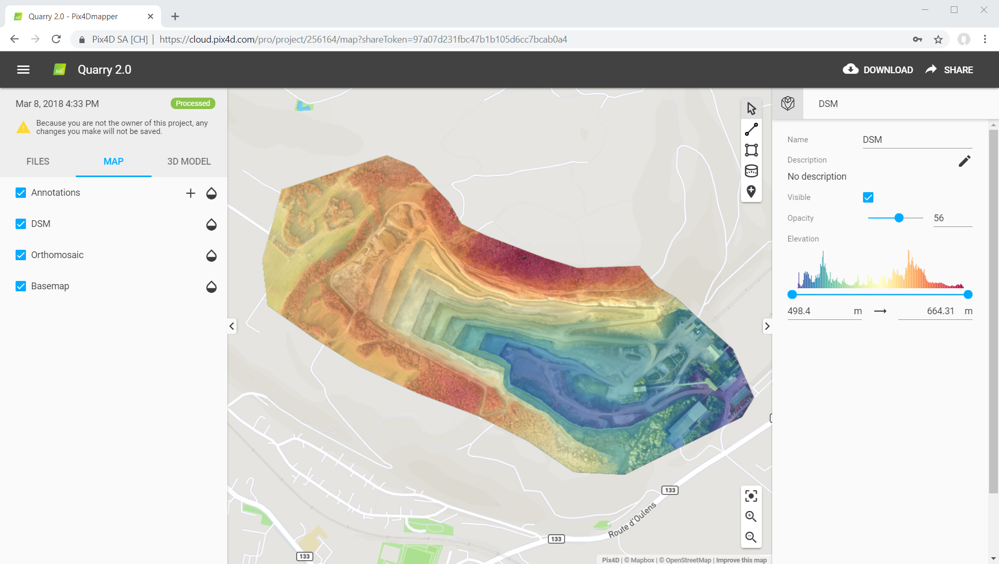 Quarry 2.0 - Pix4Dmapper
Pix4D SA [CH] | https://cloud.pix4d.com/pro/project/256164/map?shareToken=97a07d231fbc47b1b105d6cc7bcab0a4
Quarry 2.0
DOWNLOAD
SHARE
Mar 8, 2018 4:33 PM
Processed
Because you are not the owner of this project, any
changes you make will not be saved.
FILES
MAP
3D MODEL
Annotations
DSM
Orthomosaic
Basemap
133
Route d'Oulens
133
133
Pix4D | © Mapbox | © OpenStreetMap | Improve this map
DSM
Name
DSM
Description
No description
Visible
Opacity
56
Elevation
498.4 m
664.31 m